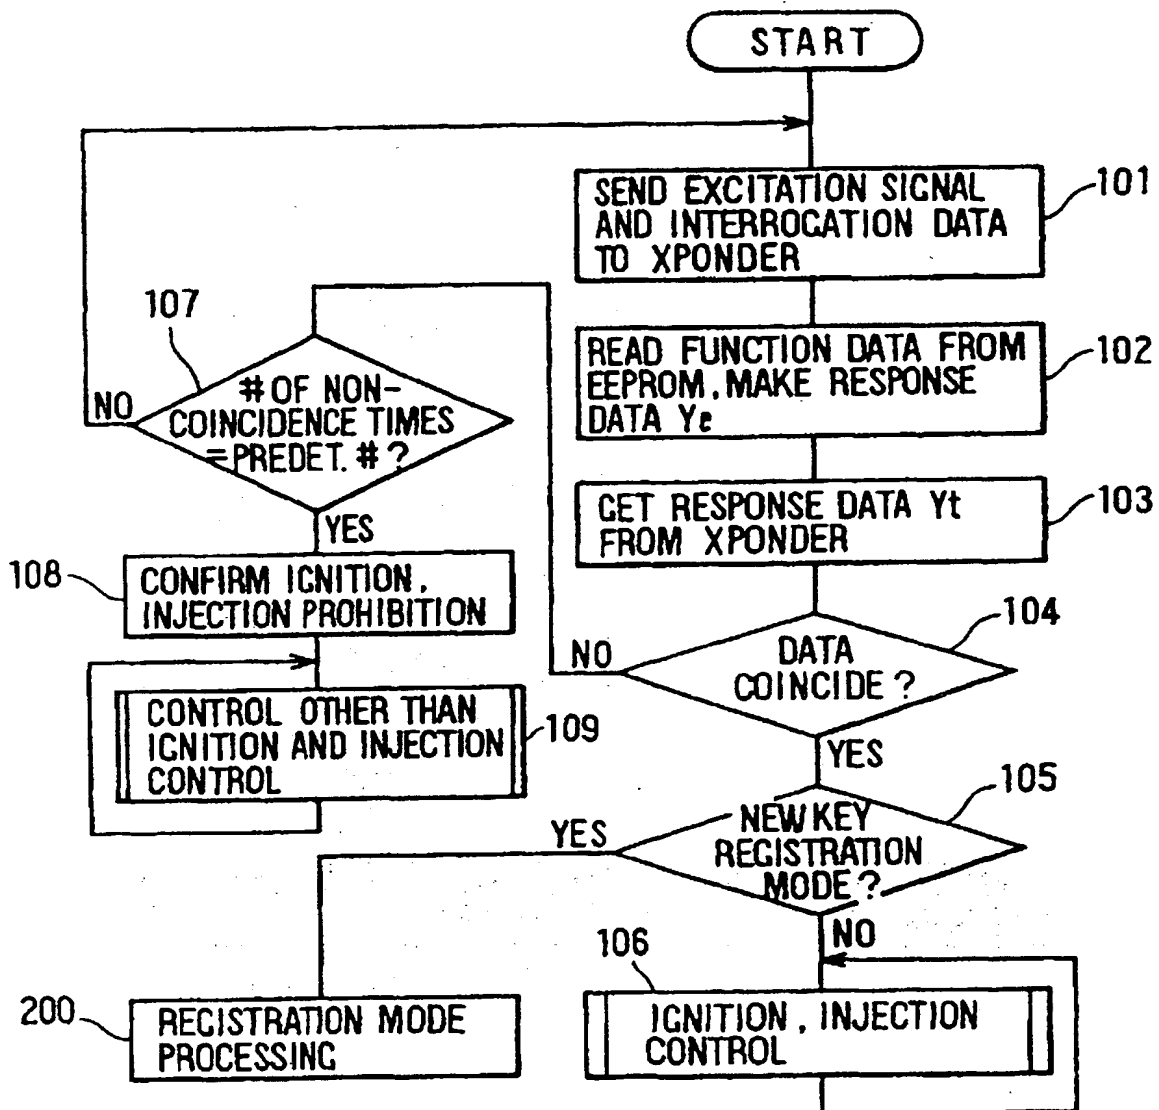 START
SEND EXCITATION SIGNAL
AND INTERROGATION DATA
TO XPONDER
101
READ FUNCTION DATA FROM
EEPROM, MAKE RESPONSE
DATA Ye
102
GET RESPONSE DATA Yt
FROM XPONDER
103
DATA
COINCIDE?
104
NO
YES
NEW KEY
REGISTRATION
MODE?
105
YES
NO
106
IGNITION, INJECTION
CONTROL
107
# OF NON-
COINCIDENCE TIMES
=PREDET. #?
NO
YES
108
CONFIRM IGNITION,
INJECTION PROHIBITION
CONTROL OTHER THAN
IGNITION AND INJECTION
CONTROL
109
200
REGISTRATION MODE
PROCESSING